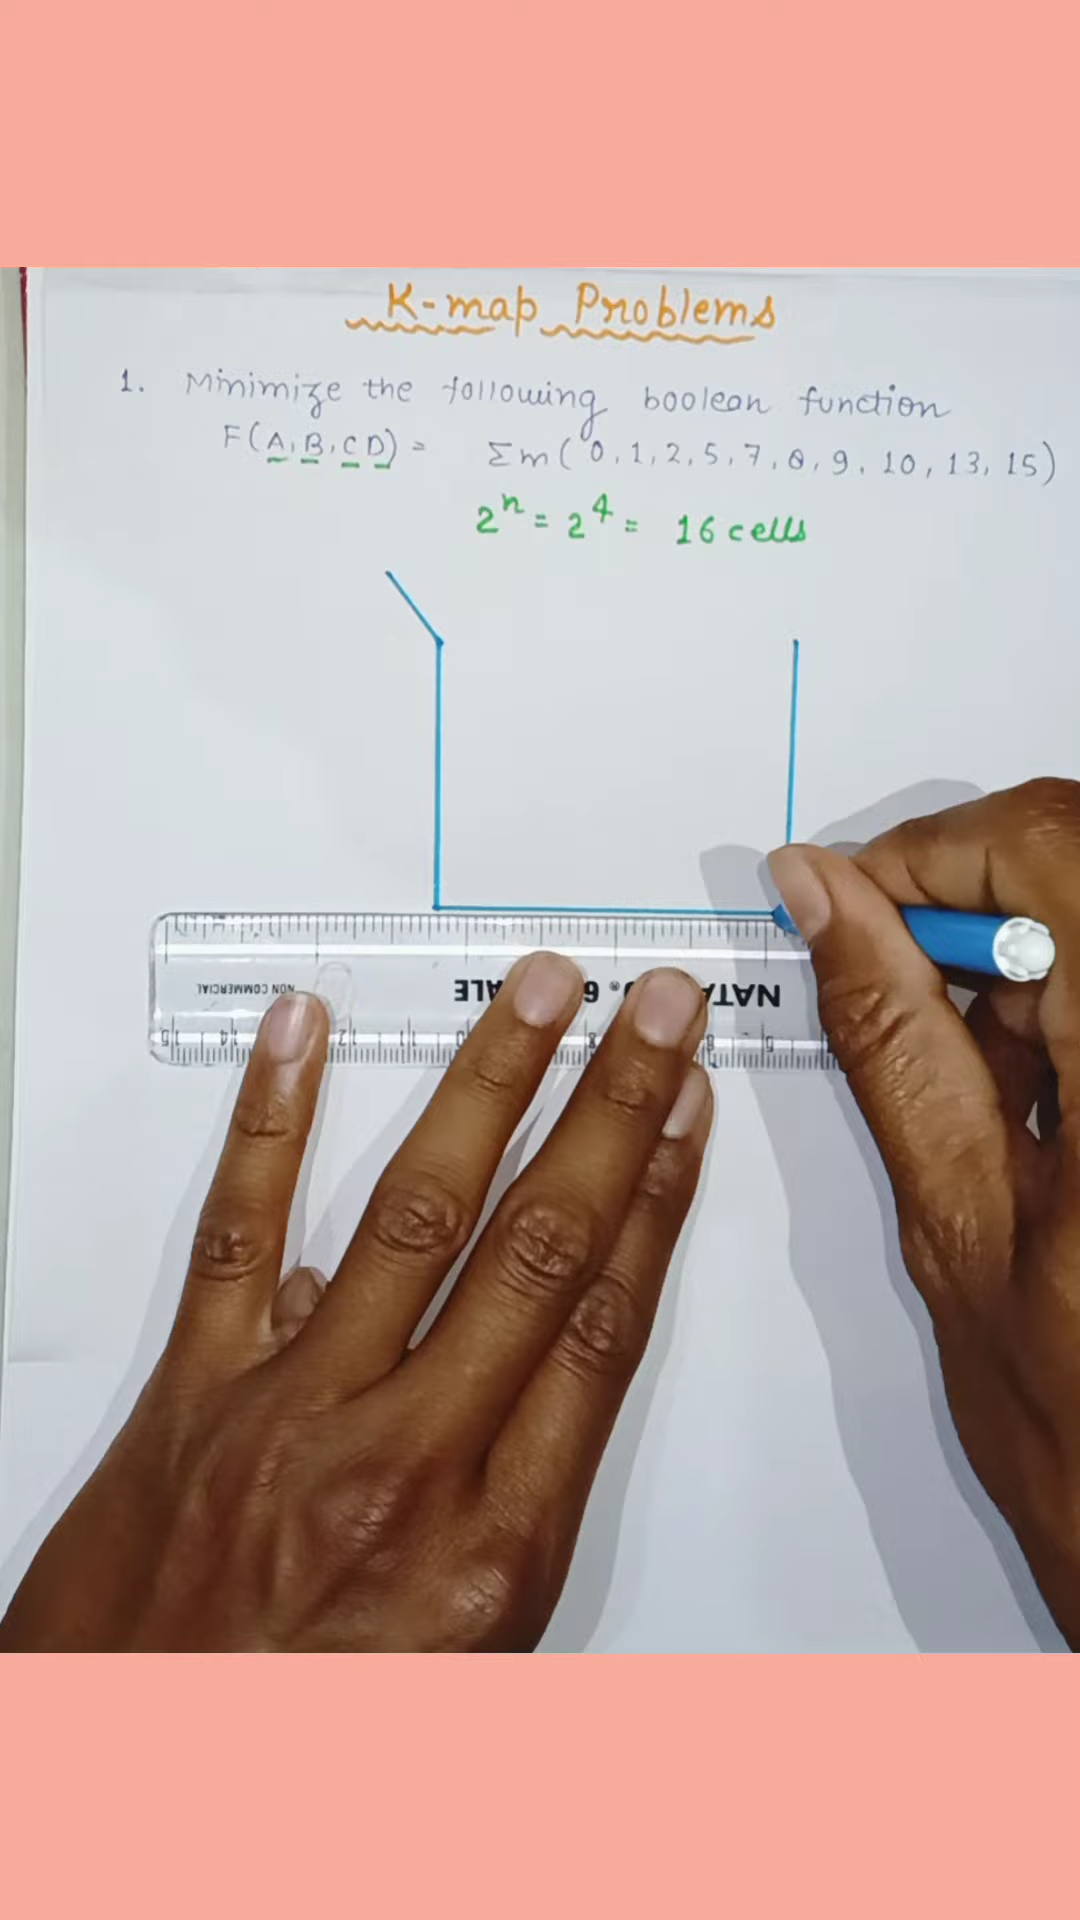 K-map Problems
1. Minimize the following boolean function
F(A, B, C D) = Σm(0, 1, 2, 5, 7, 8, 9, 10, 13, 15)
2ⁿ = 2⁴ = 16 cells
NON COMMERCIAL